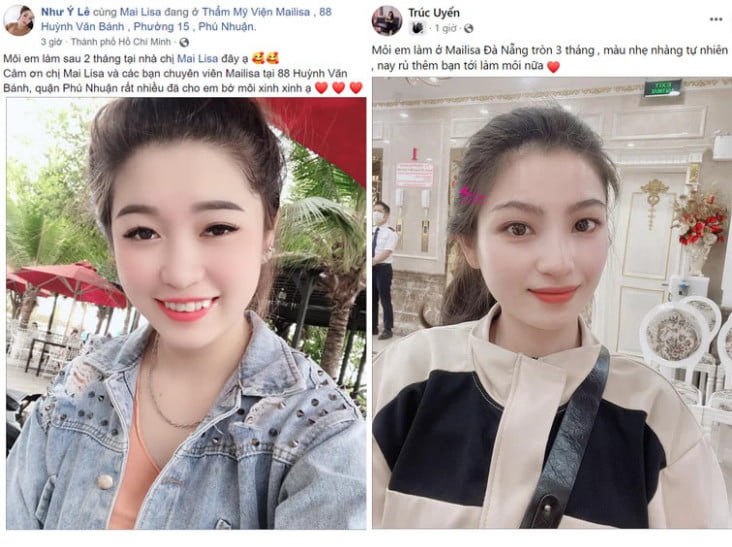 Như Ý Lê cùng Mai Lisa đang ở Thẩm Mỹ Viện Mailisa , 88
Huỳnh Văn Bánh , Phường 15 , Phú Nhuận.
3 giờ · Thành phố Hồ Chí Minh ·
Môi em làm sau 2 tháng tại nhà chị Mai Lisa đây ạ 🥰🥰
Cảm ơn chị Mai Lisa và các bạn chuyên viên Mailisa tại 88 Huỳnh Văn
Bánh, quận Phú Nhuận rất nhiều đã cho em bờ môi xinh xinh ạ ❤️ ❤️ ❤️
Trúc Uyển
1 giờ ·
Môi em làm ở Mailisa Đà Nẵng tròn 3 tháng , màu nhẹ nhàng tự nhiên
, nay rủ thêm bạn tới làm môi nữa ❤️